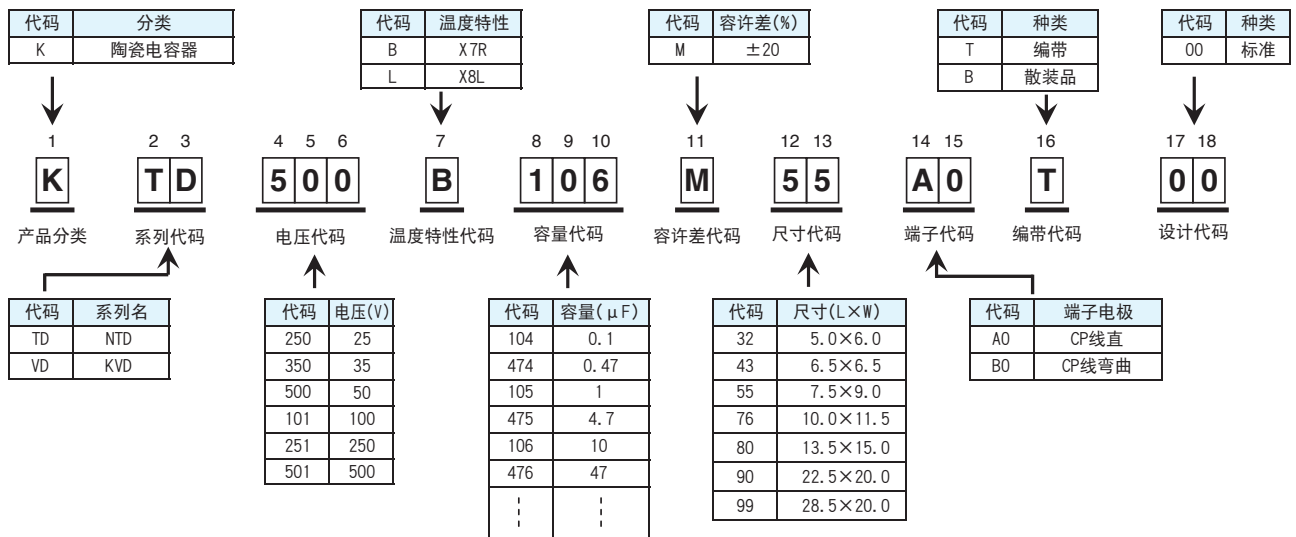 代码 分类
K 陶瓷电容器
代码 温度特性
B X7R
L X8L
代码 容许差(%)
M ±20
代码 种类
T 编带
B 散装品
代码 种类
00 标准
1 2 3 4 5 6 7 8 9 10 11 12 13 14 15 16 17 18
K T D 5 0 0 B 1 0 6 M 5 5 A 0 T 0 0
产品分类 系列代码 电压代码 温度特性代码 容量代码 容许差代码 尺寸代码 端子代码 编带代码 设计代码
代码 系列名
TD NTD
VD KVD
代码 电压(V)
250 25
350 35
500 50
101 100
251 250
501 500
代码 容量(μF)
104 0.1
474 0.47
105 1
475 4.7
106 10
476 47
代码 尺寸(L×W)
32 5.0×6.0
43 6.5×6.5
55 7.5×9.0
76 10.0×11.5
80 13.5×15.0
90 22.5×20.0
99 28.5×20.0
代码 端子电极
A0 CP线直
B0 CP线弯曲